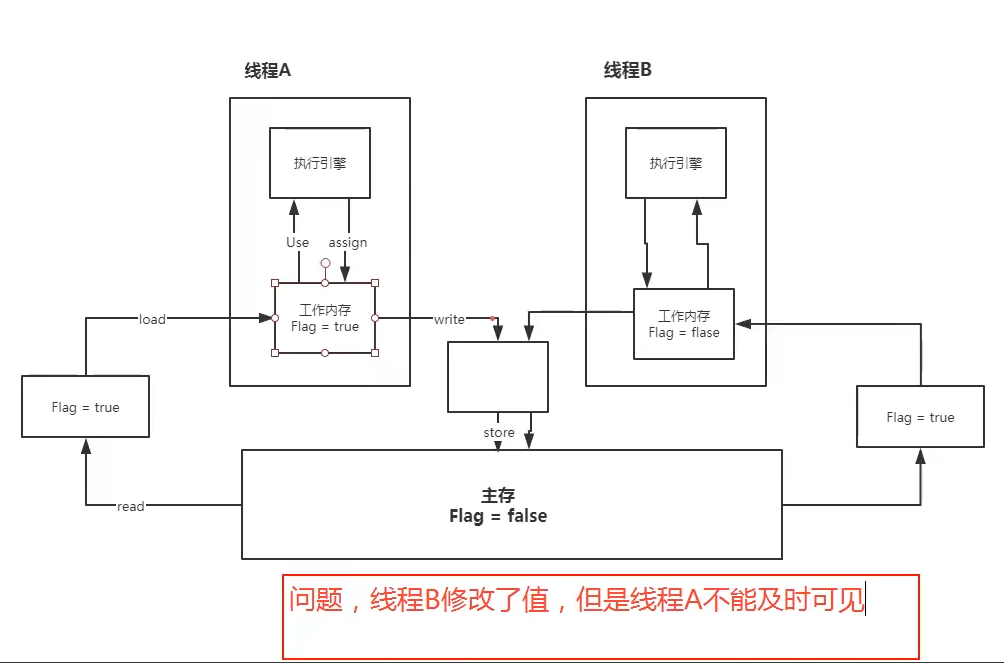 线程A
线程B
执行引擎
执行引擎
Use
assign
工作内存
Flag = true
工作内存
Flag = flase
load
write
Flag = true
Flag = true
store
read
主存
Flag = false
问题，线程B修改了值，但是线程A不能及时可见